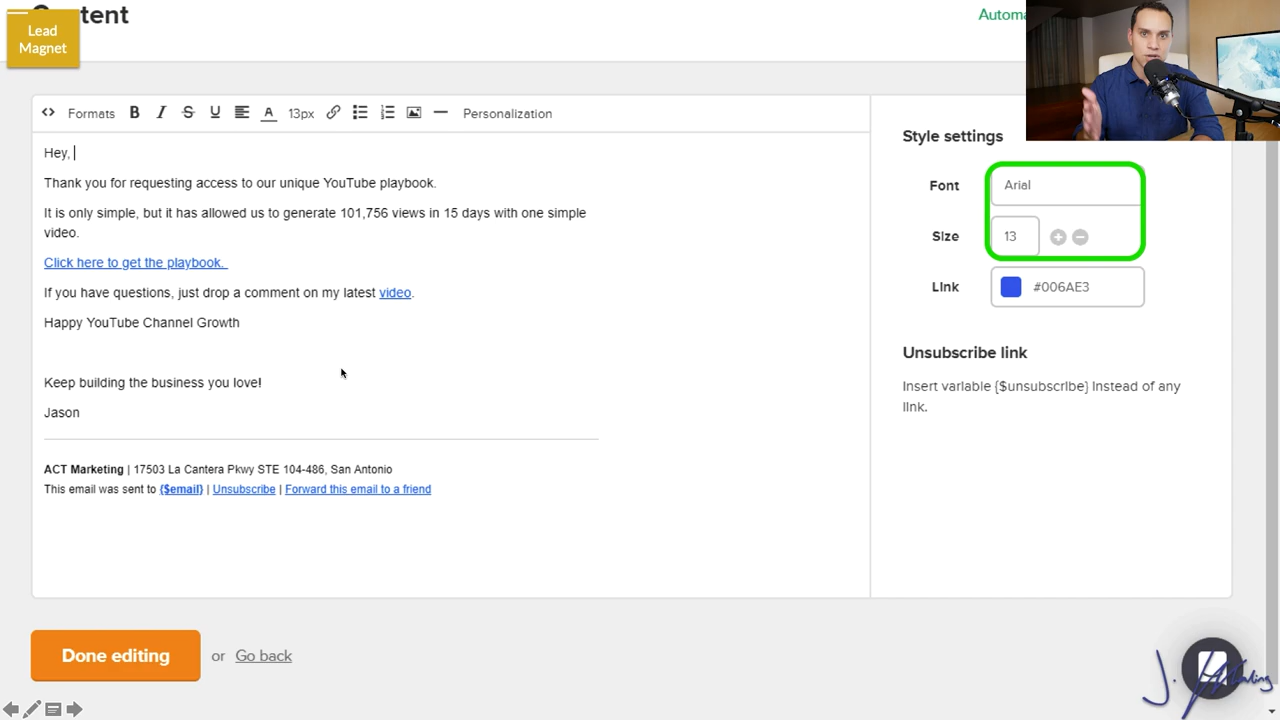 Content
Lead
Magnet
Formats B I S U A 13px Personalization
Hey,
Thank you for requesting access to our unique YouTube playbook.
It is only simple, but it has allowed us to generate 101,756 views in 15 days with one simple
video.
Click here to get the playbook.
If you have questions, just drop a comment on my latest video.
Happy YouTube Channel Growth
Keep building the business you love!
Jason
ACT Marketing | 17503 La Cantera Pkwy STE 104-486, San Antonio
This email was sent to {$email} | Unsubscribe | Forward this email to a friend
Style settings
Font Arial
Size 13
Link #006AE3
Unsubscribe link
Insert variable {$unsubscribe} instead of any
link.
Done editing or Go back